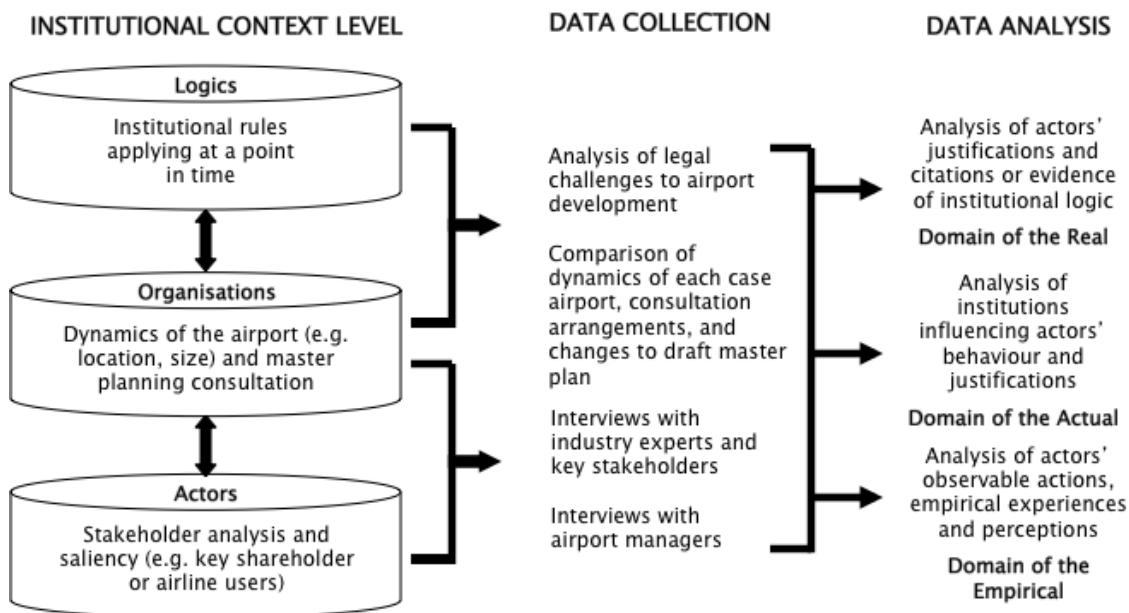 INSTITUTIONAL CONTEXT LEVEL
Logics
Institutional rules
applying at a point
in time
Organisations
Dynamics of the airport (e.g.
location, size) and master
planning consultation
Actors
Stakeholder analysis and
saliency (e.g. key shareholder
or airline users)
DATA COLLECTION
Analysis of legal
challenges to airport
development
Comparison of
dynamics of each case
airport, consultation
arrangements, and
changes to draft master
plan
Interviews with
industry experts and
key stakeholders
Interviews with
airport managers
DATA ANALYSIS
Analysis of actors'
justifications and
citations or evidence
of institutional logic
Domain of the Real
Analysis of
institutions
influencing actors'
behaviour and
justifications
Domain of the Actual
Analysis of actors'
observable actions,
empirical experiences
and perceptions
Domain of the
Empirical